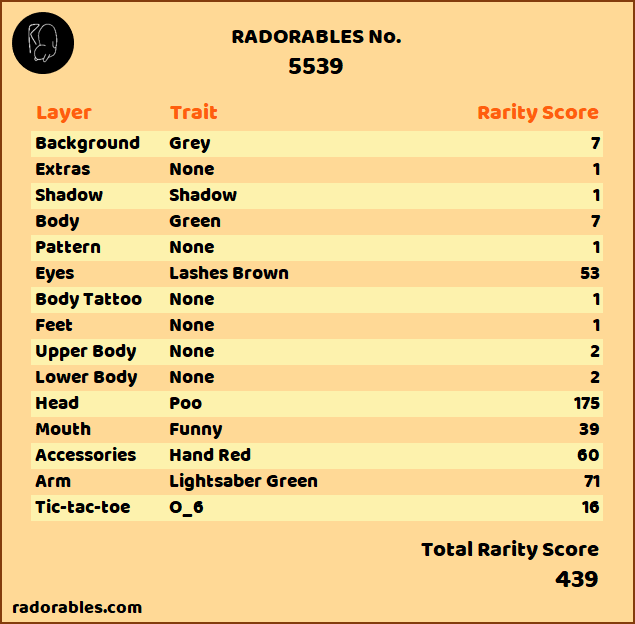 RADORABLES No.
5539
Layer Trait Rarity Score
Background Grey 7
Extras None 1
Shadow Shadow 1
Body Green 7
Pattern None 1
Eyes Lashes Brown 53
Body Tattoo None 1
Feet None 1
Upper Body None 2
Lower Body None 2
Head Poo 175
Mouth Funny 39
Accessories Hand Red 60
Arm Lightsaber Green 71
Tic-tac-toe O_6 16
Total Rarity Score
439
radorables.com